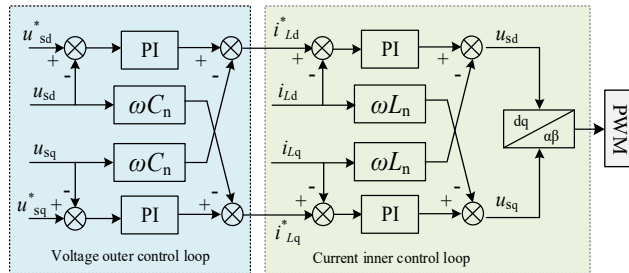 u*sd
+
-
PI
+
-
i*Ld
+
-
PI
+
-
usd
usd
ωCn
iLd
ωLn
dq
αβ
PWM
usq
ωCn
iLq
ωLn
-
u*sq
+
PI
+
-
i*Lq
-
+
PI
+
-
usq
Voltage outer control loop
Current inner control loop